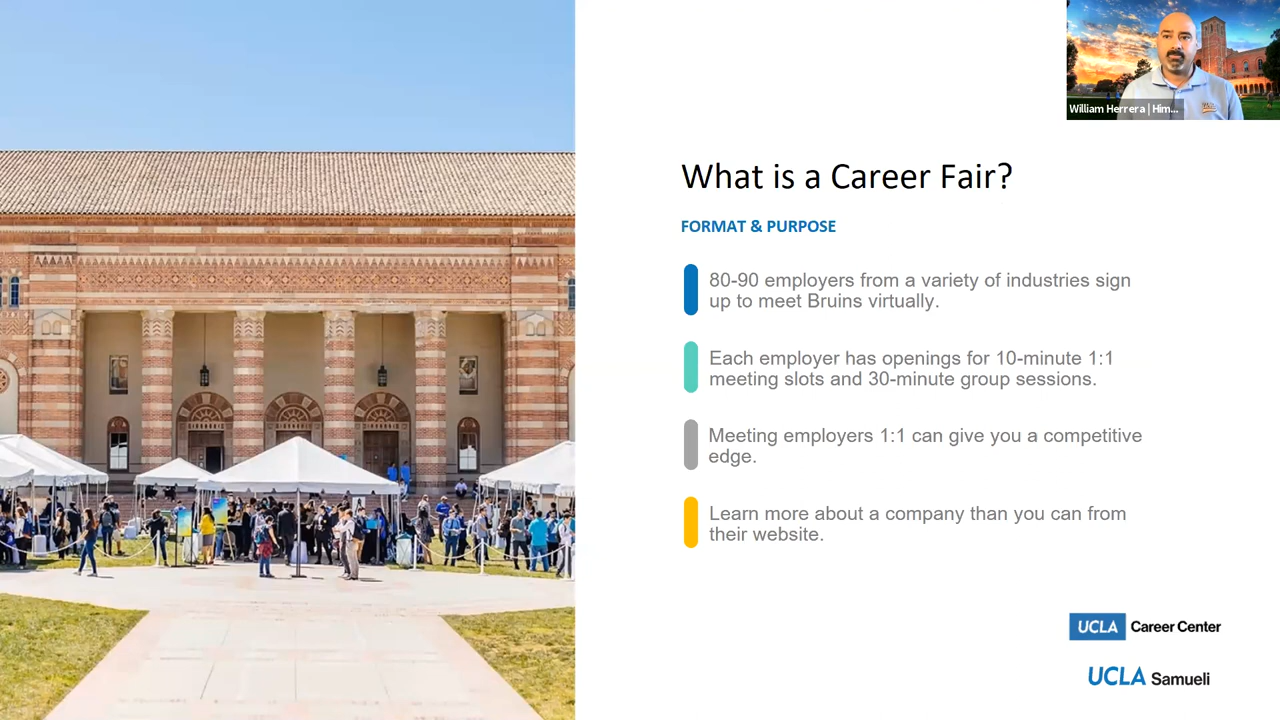 William Herrera | Him...
What is a Career Fair?
FORMAT & PURPOSE
80-90 employers from a variety of industries sign
up to meet Bruins virtually.
Each employer has openings for 10-minute 1:1
meeting slots and 30-minute group sessions.
Meeting employers 1:1 can give you a competitive
edge.
Learn more about a company than you can from
their website.
UCLA Career Center
UCLA Samueli